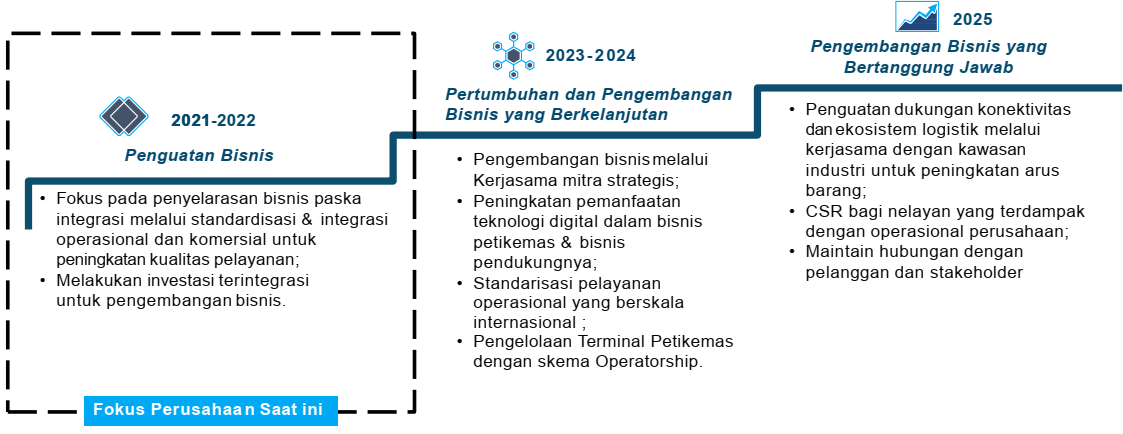 2021-2022
Penguatan Bisnis
• Fokus pada penyelarasan bisnis paska
integrasi melalui standardisasi & integrasi
operasional dan komersial untuk
peningkatan kualitas pelayanan;
• Melakukan investasi terintegrasi
untuk pengembangan bisnis.
Fokus Perusahaan Saat ini
2023-2024
Pertumbuhan dan Pengembangan
Bisnis yang Berkelanjutan
• Pengembangan bisnis melalui
Kerjasama mitra strategis;
• Peningkatan pemanfaatan
teknologi digital dalam bisnis
petikemas & bisnis
pendukungnya;
• Standarisasi pelayanan
operasional yang berskala
internasional ;
• Pengelolaan Terminal Petikemas
dengan skema Operatorship.
2025
Pengembangan Bisnis yang
Bertanggung Jawab
• Penguatan dukungan konektivitas
dan ekosistem logistik melalui
kerjasama dengan kawasan
industri untuk peningkatan arus
barang;
• CSR bagi nelayan yang terdampak
dengan operasional perusahaan;
• Maintain hubungan dengan
pelanggan dan stakeholder